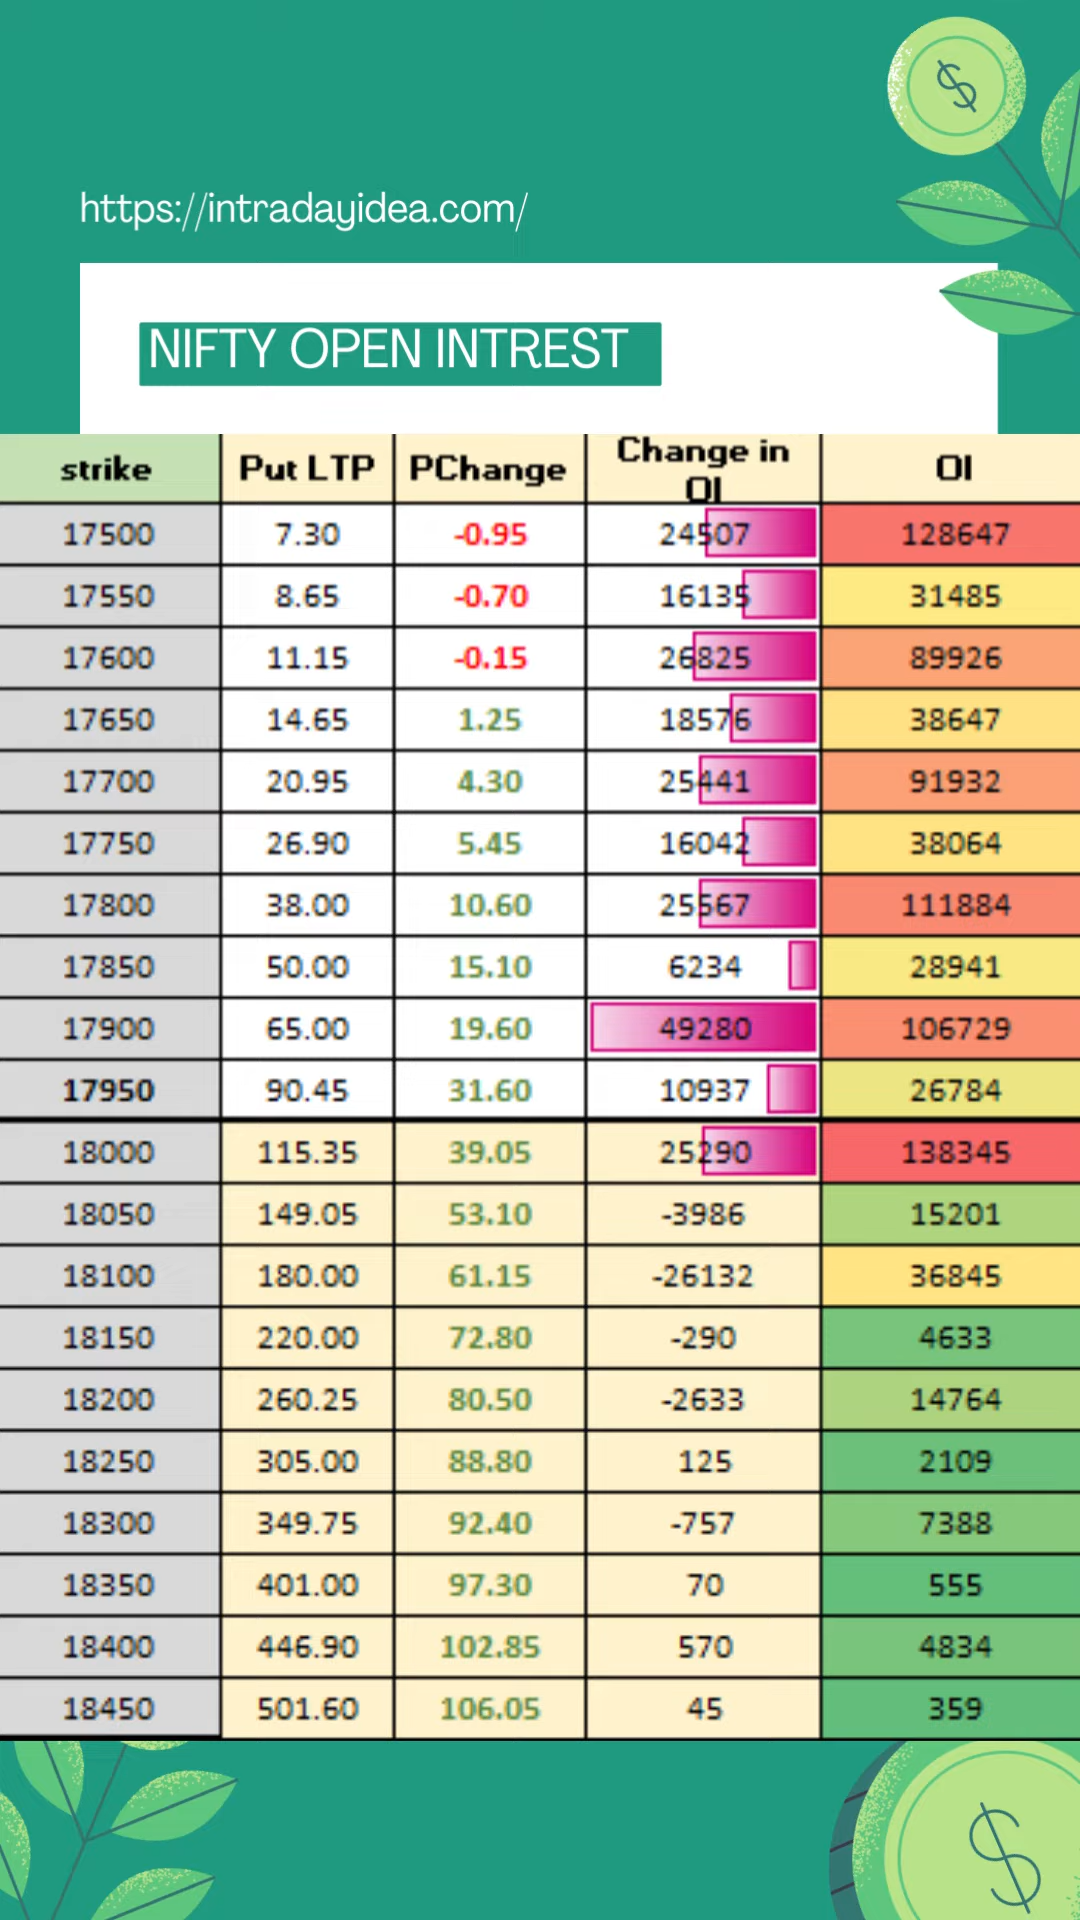 https://intradayidea.com/
NIFTY OPEN INTREST
strike Put LTP PChange Change in OI OI
17500 7.30 -0.95 24507 128647
17550 8.65 -0.70 16135 31485
17600 11.15 -0.15 26825 89926
17650 14.65 1.25 18576 38647
17700 20.95 4.30 25441 91932
17750 26.90 5.45 16042 38064
17800 38.00 10.60 25567 111884
17850 50.00 15.10 6234 28941
17900 65.00 19.60 49280 106729
17950 90.45 31.60 10937 26784
18000 115.35 39.05 25290 138345
18050 149.05 53.10 -3986 15201
18100 180.00 61.15 -26132 36845
18150 220.00 72.80 -290 4633
18200 260.25 80.50 -2633 14764
18250 305.00 88.80 125 2109
18300 349.75 92.40 -757 7388
18350 401.00 97.30 70 555
18400 446.90 102.85 570 4834
18450 501.60 106.05 45 359